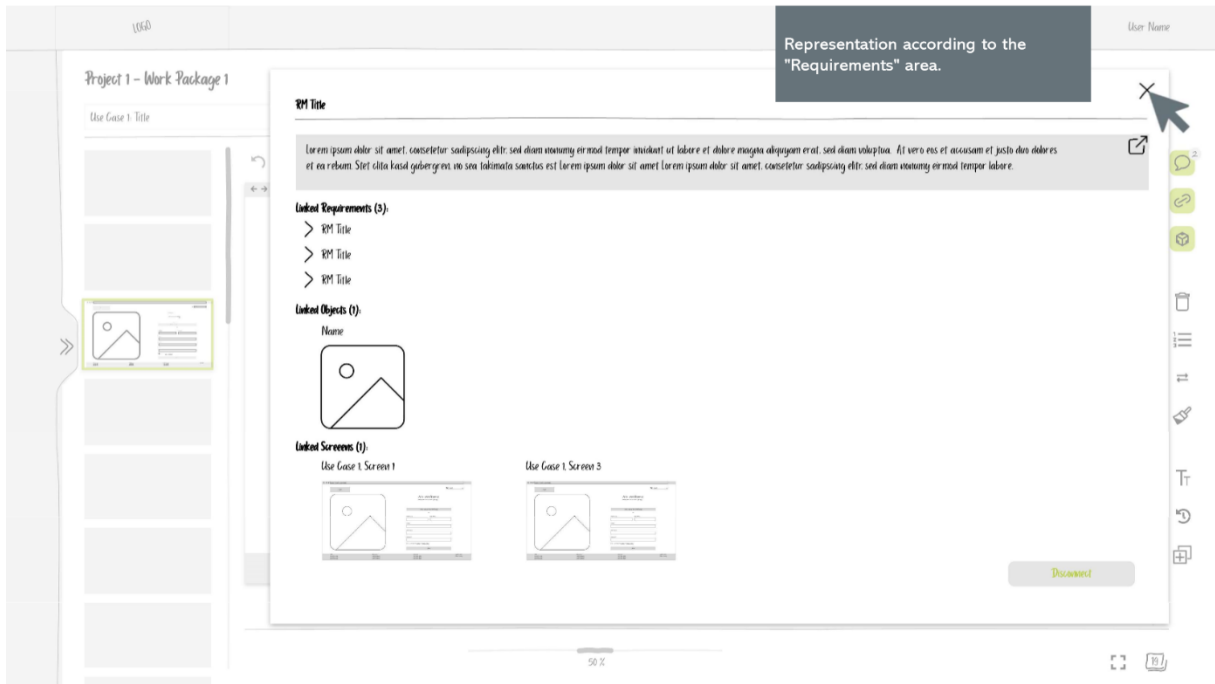 LOGO
Representation according to the
"Requirements" area.
User Name
Project 1 - Work Package 1
Use Case 1: Title
RM Title
Lorem ipsum dolor sit amet, consetetur sadipscing elitr, sed diam nonumy eirmod tempor invidunt ut labore et dolore magna aliquyam erat, sed diam voluptua. At vero eos et accusam et justo duo dolores
et ea rebum. Stet clita kasd gubergren, no sea takimata sanctus est Lorem ipsum dolor sit amet. Lorem ipsum dolor sit amet, consetetur sadipscing elitr, sed diam nonumy eirmod tempor labore.
2
Linked Requirements (3):
RM Title
RM Title
RM Title
Linked Objects (1):
Name
Linked Screens (1):
Use Case 1, Screen 1
Use Case 1, Screen 3
Disconnect
50 %
19